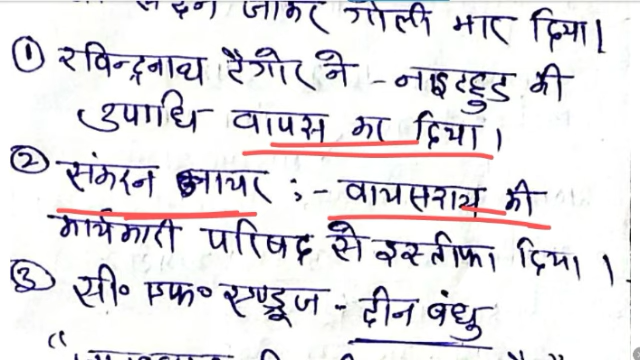 जाकर गोली मार दिया।
① रविन्द्रनाथ टैगोर ने – नाइटहुड की
उपाधि वापस कर दिया।
② संकरन नायर :- वायसराय की
कार्यकारी परिषद से इस्तीफा दिया ।
③ सी० एफ० एण्ड्रूज - दीन बंधु